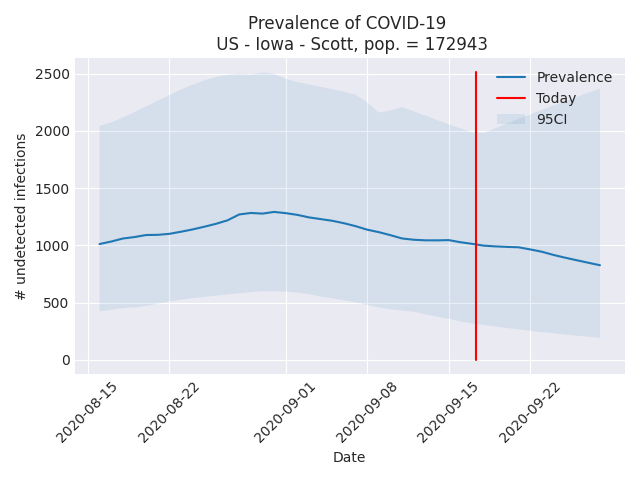 Prevalence of COVID-19
US - Iowa - Scott, pop. = 172943
2500
2000
1500
1000
500
0
# undetected infections
Prevalence
Today
95CI
2020-08-15
2020-08-22
2020-09-01
2020-09-08
2020-09-15
2020-09-22
Date